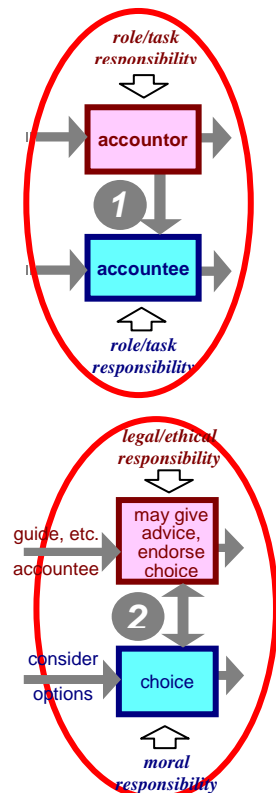 role/task
responsibility
accountor
1
accountee
role/task
responsibility
legal/ethical
responsibility
may give
advice,
endorse
choice
guide, etc.
accountee
2
consider
options
choice
moral
responsibility